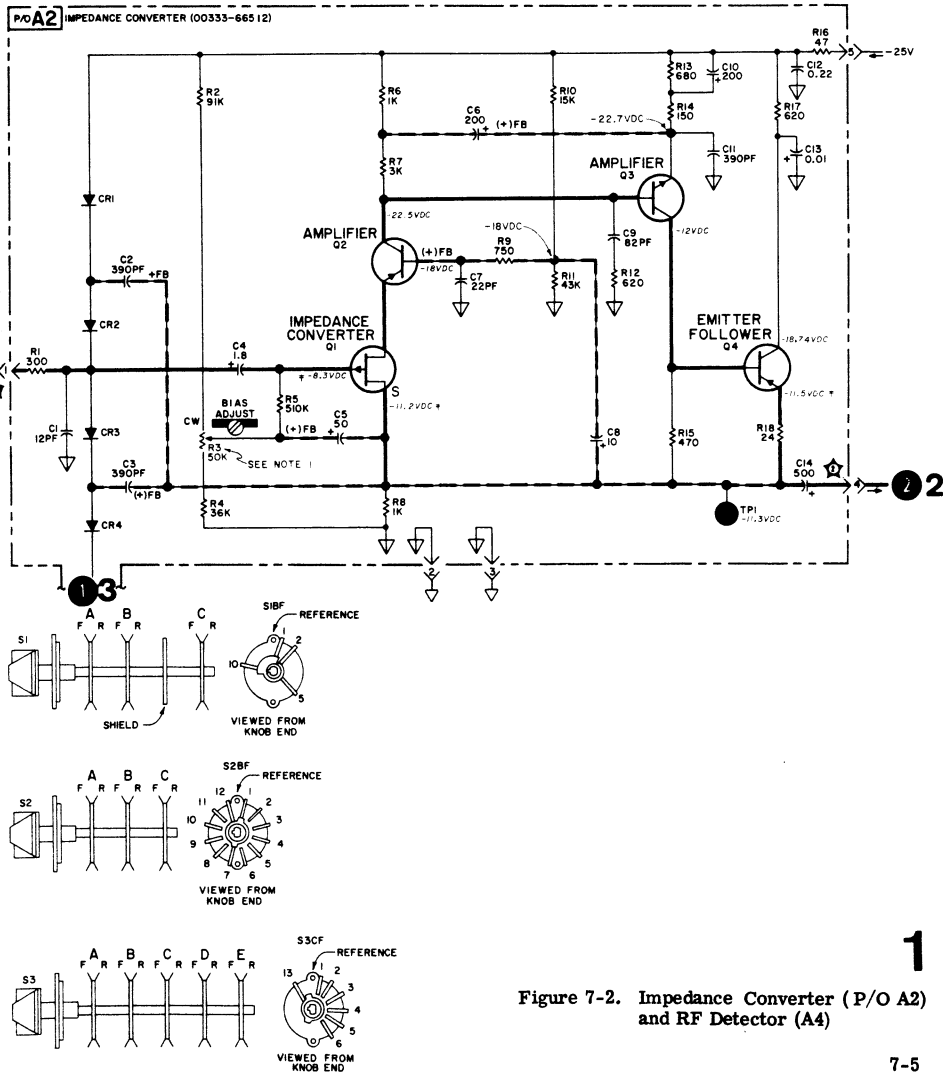 P/O A2 IMPEDANCE CONVERTER (00333-66512)
R16
47
5
-25V
R2
91K
R6
1K
R10
15K
R13
680
C10
+200
C12
0.22
C6
200
+ (+)FB
-22.7VDC
R14
150
R17
620
R7
3K
C11
390PF
C13
+ 0.01
AMPLIFIER
Q3
CR1
-22.5VDC
AMPLIFIER
Q2
(+)FB
-18VDC
-18VDC
R9
750
C9
82PF
-12VDC
C2
390PF
+FB
C7
22PF
R11
43K
R12
620
CR2
IMPEDANCE
CONVERTER
Q1
EMITTER
FOLLOWER
Q4
-18.74VDC
R1
300
C4
+ 1.8
* -8.3VDC
S
-11.2VDC *
-11.5VDC *
R5
510K
BIAS
ADJUST
CW
C5
+ 50
(+)FB
C1
12PF
CR3
R3
50K
SEE NOTE 1
C8
+ 10
R15
470
R18
24
C3
390PF
(+)FB
C14
500
+
2
4
2 2
R4
36K
R8
1K
TP1
-11.3VDC
CR4
2
3
1 3
S1
A
F R
B
F R
C
F R
SHIELD
S1BF
REFERENCE
1
2
10
5
VIEWED FROM
KNOB END
S2
A
F R
B
F R
C
F R
S2BF
REFERENCE
12
1
11
2
10
3
9
4
8
5
7
6
VIEWED FROM
KNOB END
S3
A
F R
B
F R
C
F R
D
F R
E
F R
S3CF
REFERENCE
13
1
2
3
4
5
6
VIEWED FROM
KNOB END
1
Figure 7-2. Impedance Converter (P/O A2)
and RF Detector (A4)
7-5